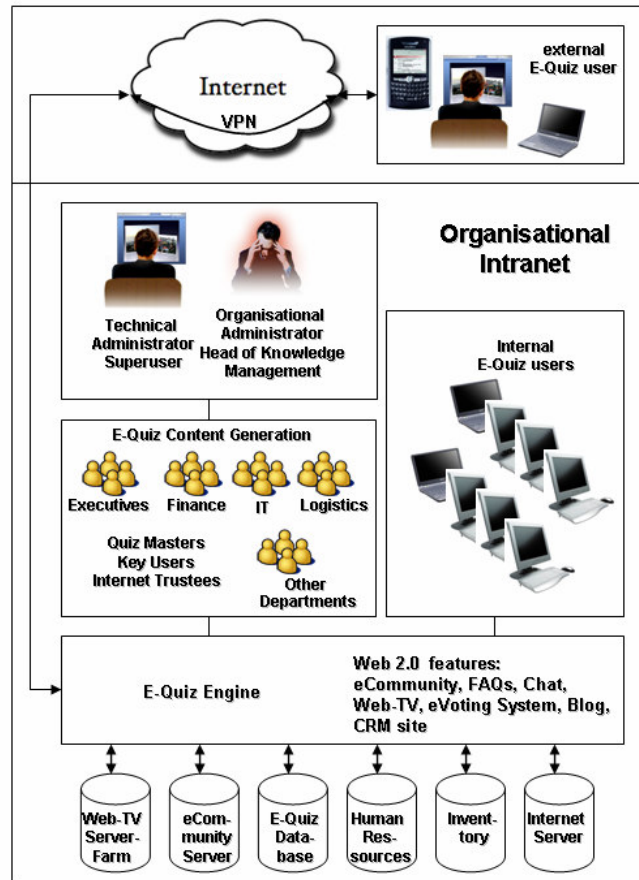 Internet
VPN
external
E-Quiz user
Organisational
Intranet
Technical
Administrator
Superuser
Organisational
Administrator
Head of Knowledge
Management
Internal
E-Quiz users
E-Quiz Content Generation
Executives
Finance
IT
Logistics
Quiz Masters
Key Users
Internet Trustees
Other
Departments
E-Quiz Engine
Web 2.0 features:
eCommunity, FAQs, Chat,
Web-TV, eVoting System, Blog,
CRM site
Web-TV
Server-
Farm
eCom-
munity
Server
E-Quiz
Data-
base
Human
Res-
sources
Invent-
tory
Internet
Server